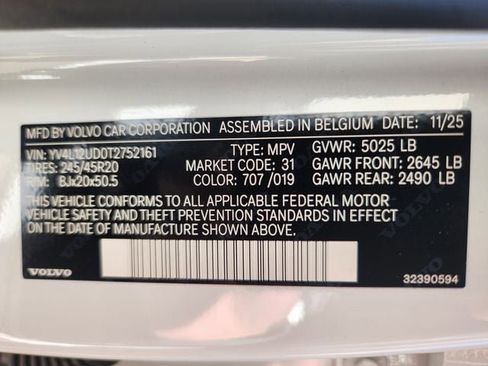 MFD BY VOLVO CAR CORPORATION ASSEMBLED IN BELGIUM DATE: 11/25
VIN: YV4L12UD0T2752161 TYPE: MPV GVWR: 5025 LB
TIRES: 245/45R20 MARKET CODE: 31 GAWR FRONT: 2645 LB
RIM: 8Jx20x50.5 COLOR: 707 /019 GAWR REAR: 2490 LB
THIS VEHICLE CONFORMS TO ALL APPLICABLE FEDERAL MOTOR
VEHICLE SAFETY AND THEFT PREVENTION STANDARDS IN EFFECT
ON THE DATE OF MANUFACTURE SHOWN ABOVE.
VOLVO 32390594